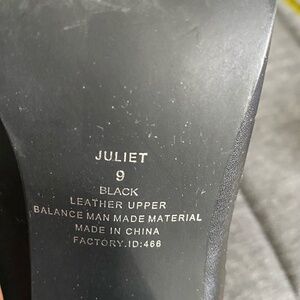 JULIET
9
BLACK
LEATHER UPPER
BALANCE MAN MADE MATERIAL
MADE IN CHINA
FACTORY.ID:466